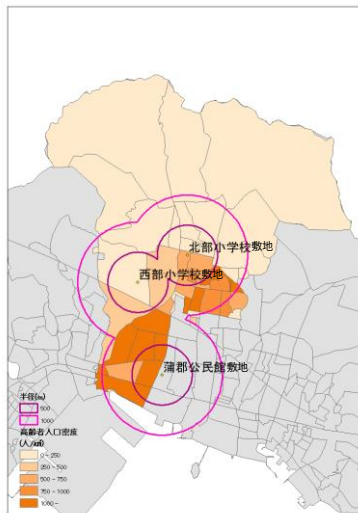 北部小学校敷地
西部小学校敷地
蒲郡公民館敷地
半径(m)
500
1000
高齢者人口密度
(人/k㎡)
0 - 250
250 - 500
500 - 750
750 - 1000
1000 -